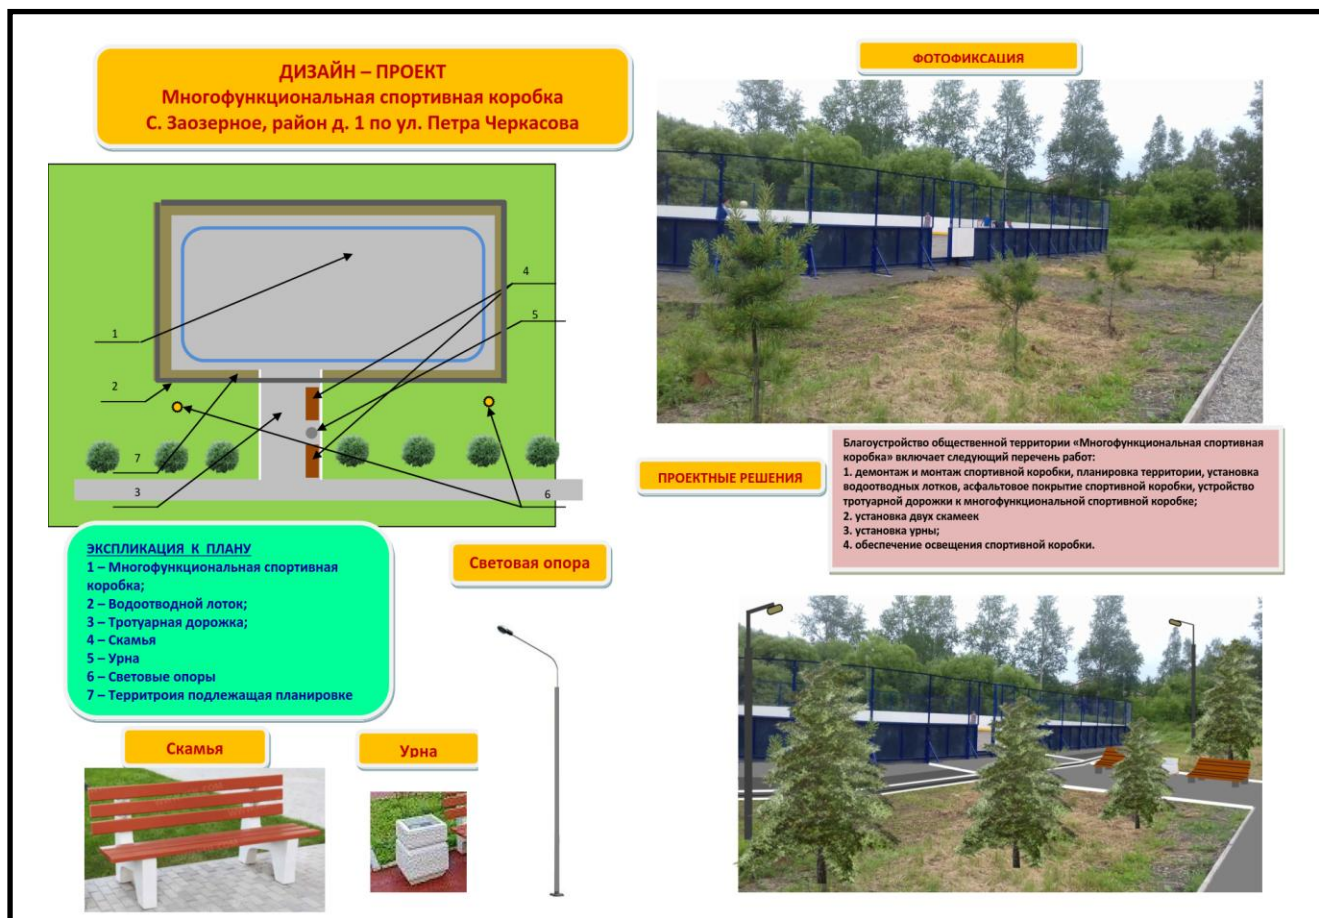 ДИЗАЙН – ПРОЕКТ
Многофункциональная спортивная коробка
С. Заозерное, район д. 1 по ул. Петра Черкасова
1
2
7
3
4
5
6
ЭКСПЛИКАЦИЯ К ПЛАНУ
1 – Многофункциональная спортивная
коробка;
2 – Водоотводной лоток;
3 – Тротуарная дорожка;
4 – Скамья
5 – Урна
6 – Световые опоры
7 – Территроия подлежащая планировке
Световая опора
Скамья
Урна
ФОТОФИКСАЦИЯ
ПРОЕКТНЫЕ РЕШЕНИЯ
Благоустройство общественной территории «Многофункциональная спортивная
коробка» включает следующий перечень работ:
1. демонтаж и монтаж спортивной коробки, планировка территории, установка
водоотводных лотков, асфальтовое покрытие спортивной коробки, устройство
тротуарной дорожки к многофункциональной спортивной коробке;
2. установка двух скамеек
3. установка урны;
4. обеспечение освещения спортивной коробки.